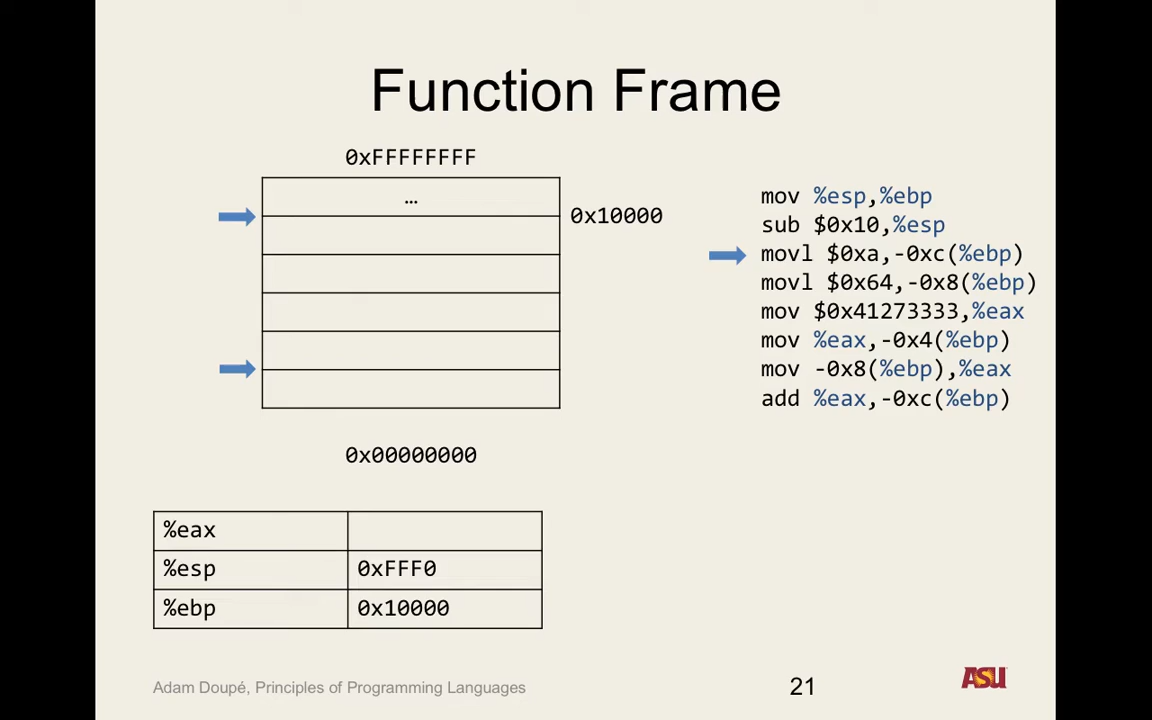 Function Frame
0xFFFFFFFF
…
0x10000
mov %esp,%ebp
sub $0x10,%esp
movl $0xa,-0xc(%ebp)
movl $0x64,-0x8(%ebp)
mov $0x41273333,%eax
mov %eax,-0x4(%ebp)
mov -0x8(%ebp),%eax
add %eax,-0xc(%ebp)
0x00000000
%eax
%esp 0xFFF0
%ebp 0x10000
Adam Doupé, Principles of Programming Languages
21
ASU